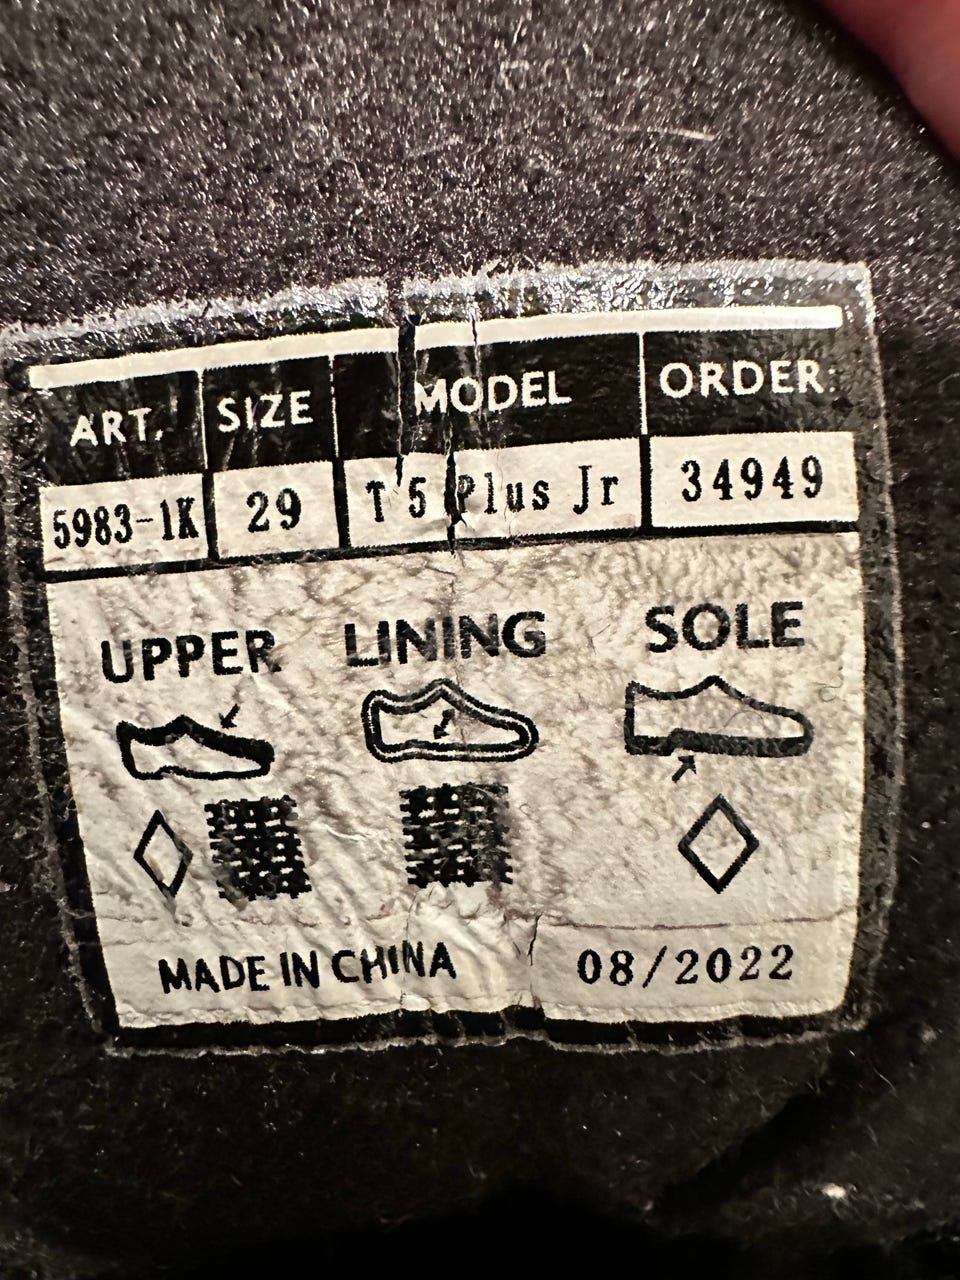 ART. SIZE MODEL ORDER:
5983-1K 29 T 5 Plus Jr 34949
UPPER LINING SOLE
MADE IN CHINA 08/2022